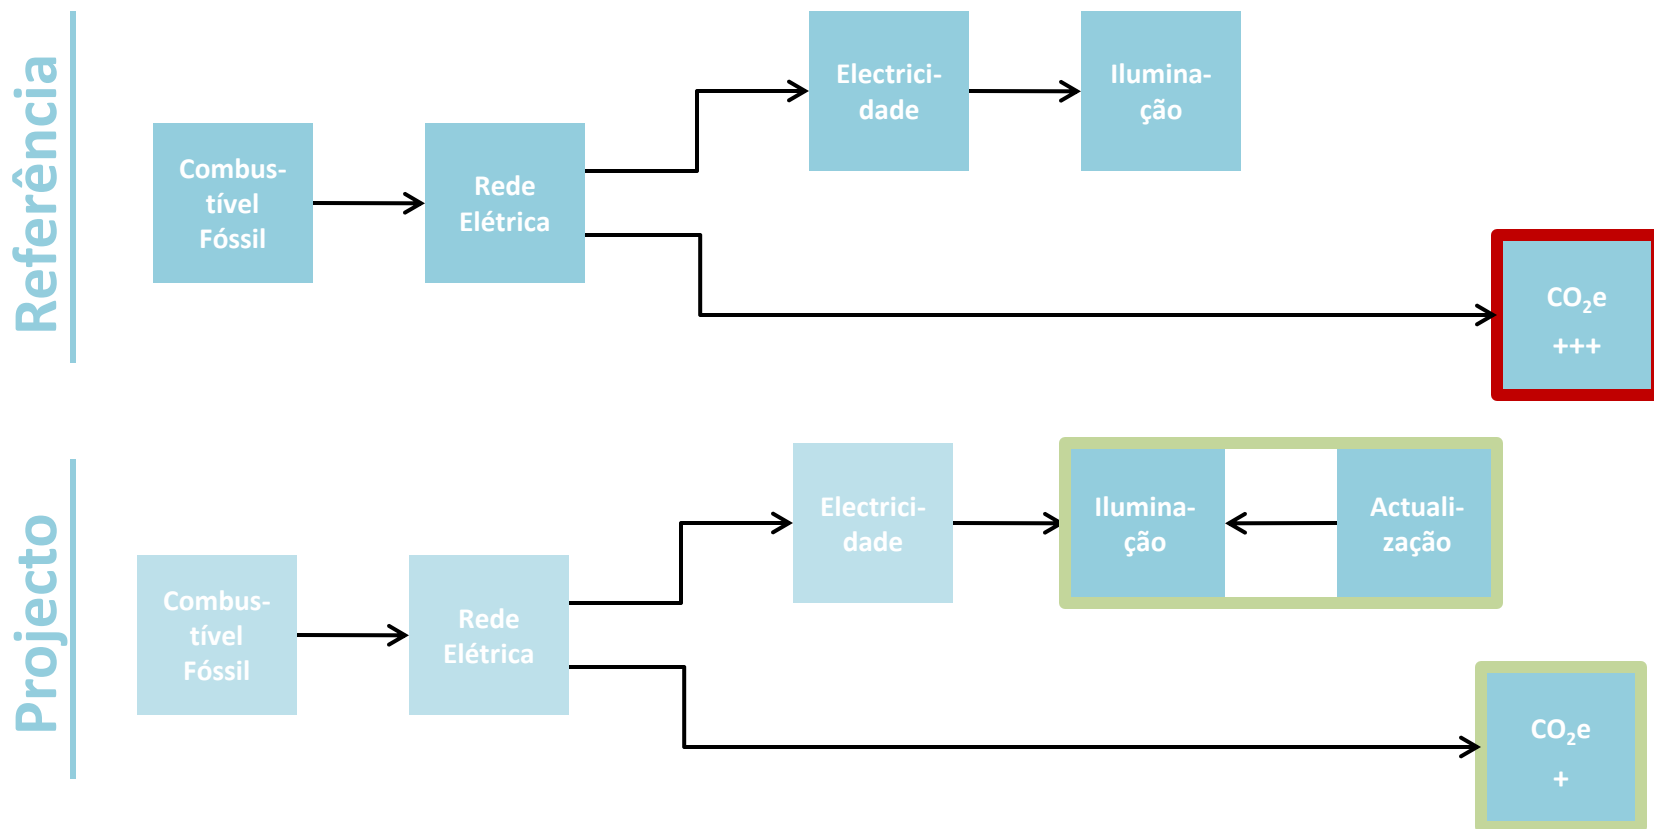 Referência
Electrici-
dade
Ilumina-
ção
Combus-
tível
Fóssil
Rede
Elétrica
CO₂e
+++
Projecto
Electrici-
dade
Ilumina-
ção
Actuali-
zação
Combus-
tível
Fóssil
Rede
Elétrica
CO₂e
+